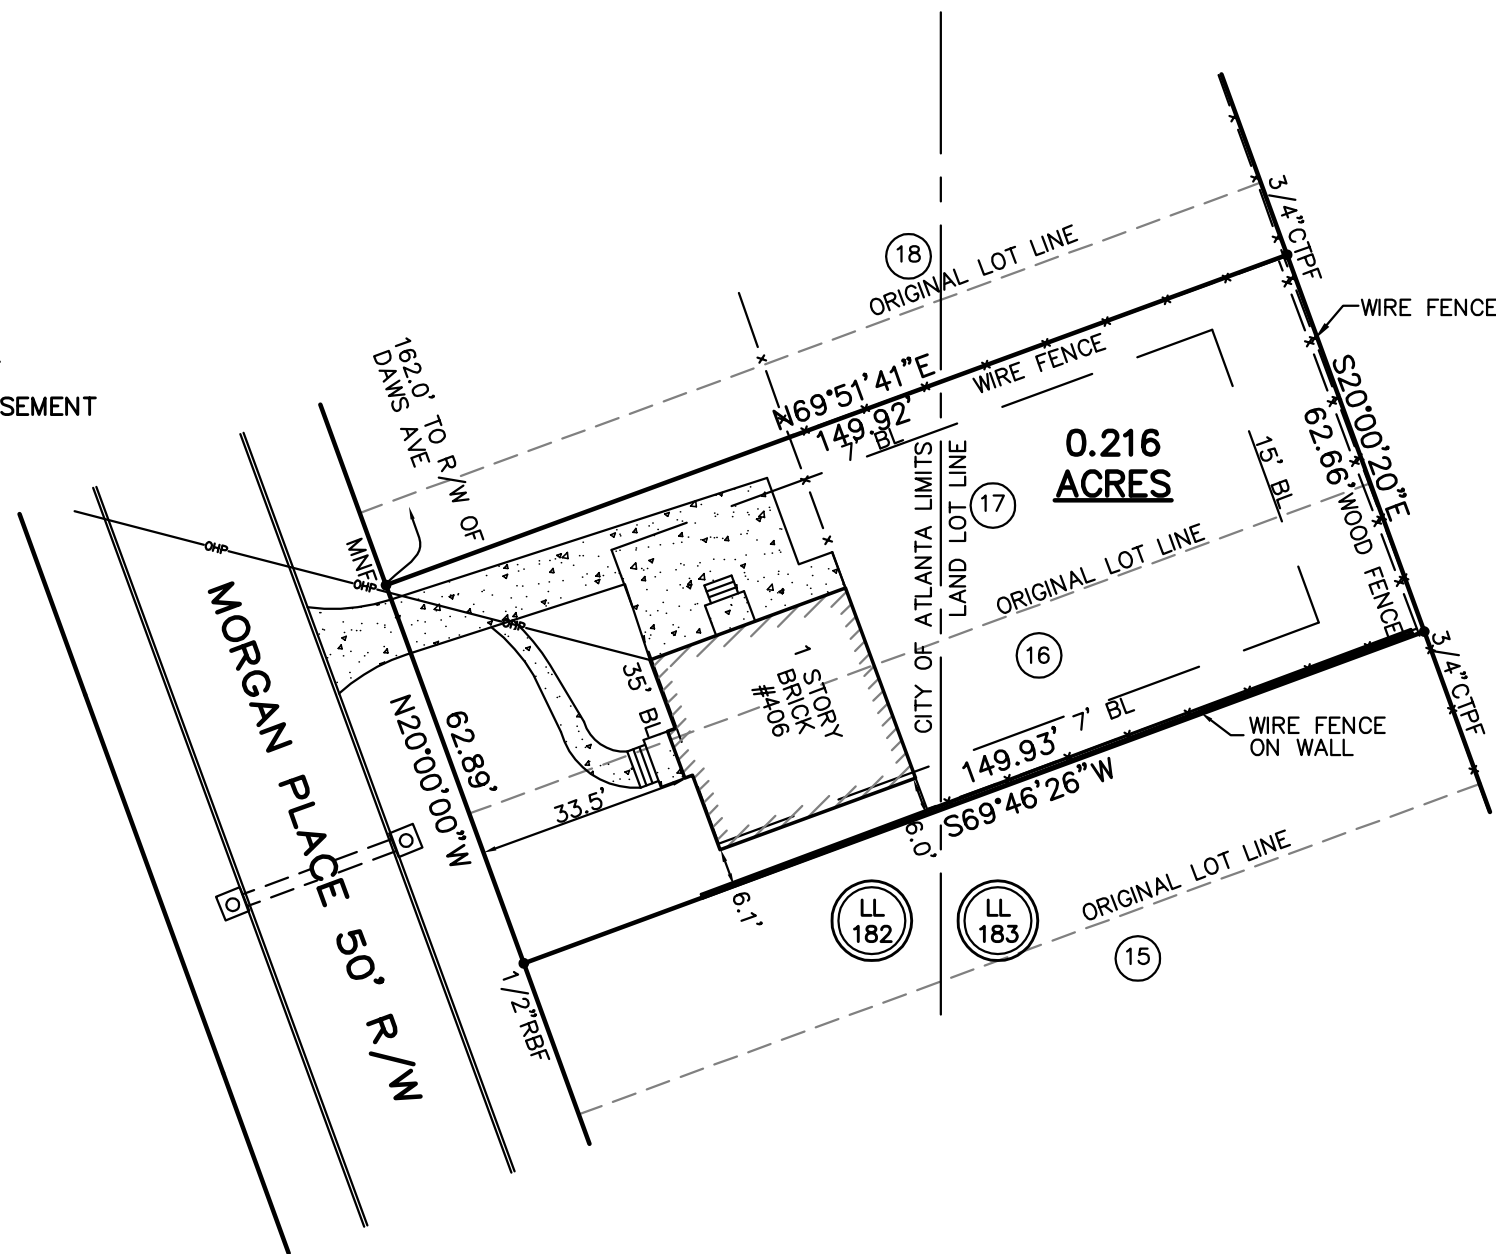 SEMENT
162.0' TO R/W OF
DAWS AVE
MNF
OHP
OHP
OHP
MORGAN PLACE 50' R/W
N20°00'00"W
62.89'
1/2"RBF
33.5'
35' BL
1 STORY
BRICK
#406
6.1'
6.0'
18
ORIGINAL LOT LINE
N69°51'41"E
149.92'
7' BL
WIRE FENCE
3/4"CTPF
WIRE FENCE
S20°00'20"E
62.66'
WOOD FENCE
15' BL
0.216
ACRES
CITY OF ATLANTA LIMITS
LAND LOT LINE
17
ORIGINAL LOT LINE
16
7' BL
149.93'
S69°46'26"W
WIRE FENCE
ON WALL
3/4"CTPF
LL
182
LL
183
ORIGINAL LOT LINE
15